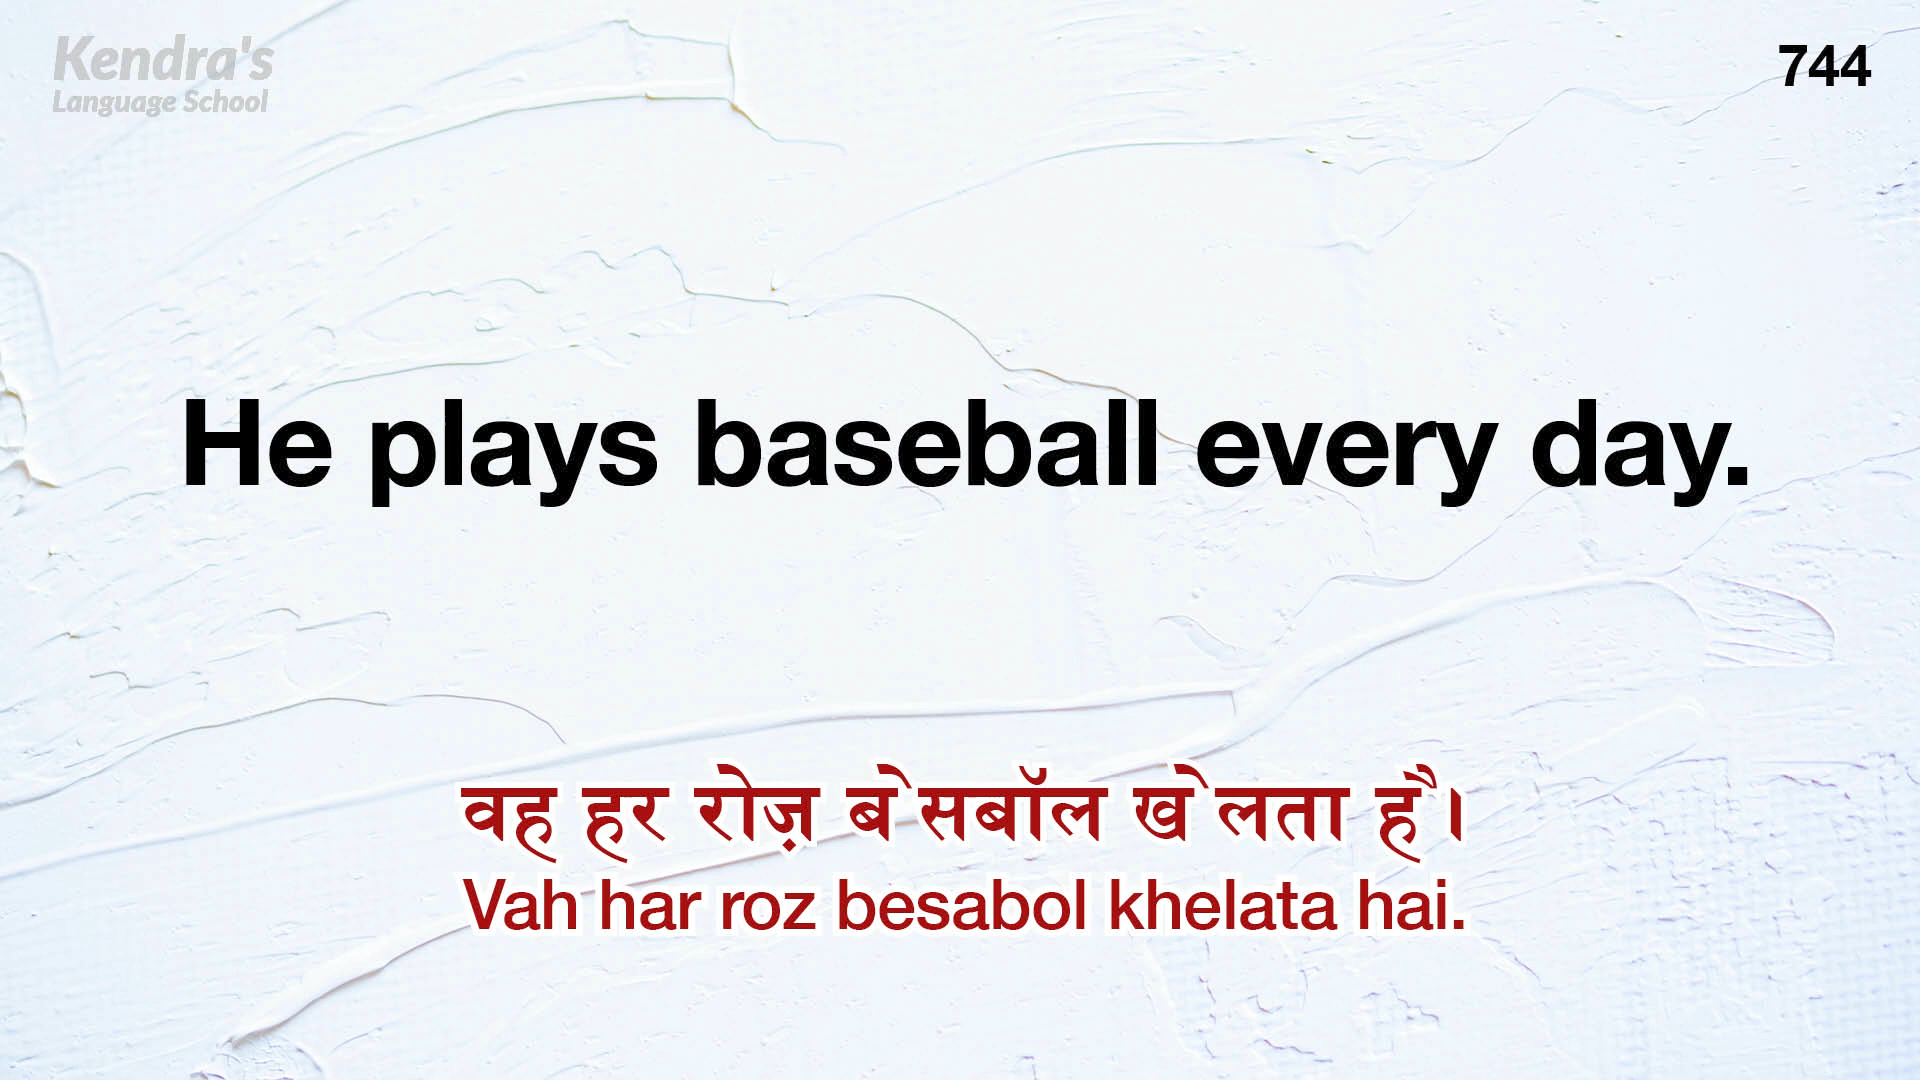 Kendra's
Language School
744
He plays baseball every day.
वह हर रोज़ बेसबॉल खेलता है।
Vah har roz besabol khelata hai.